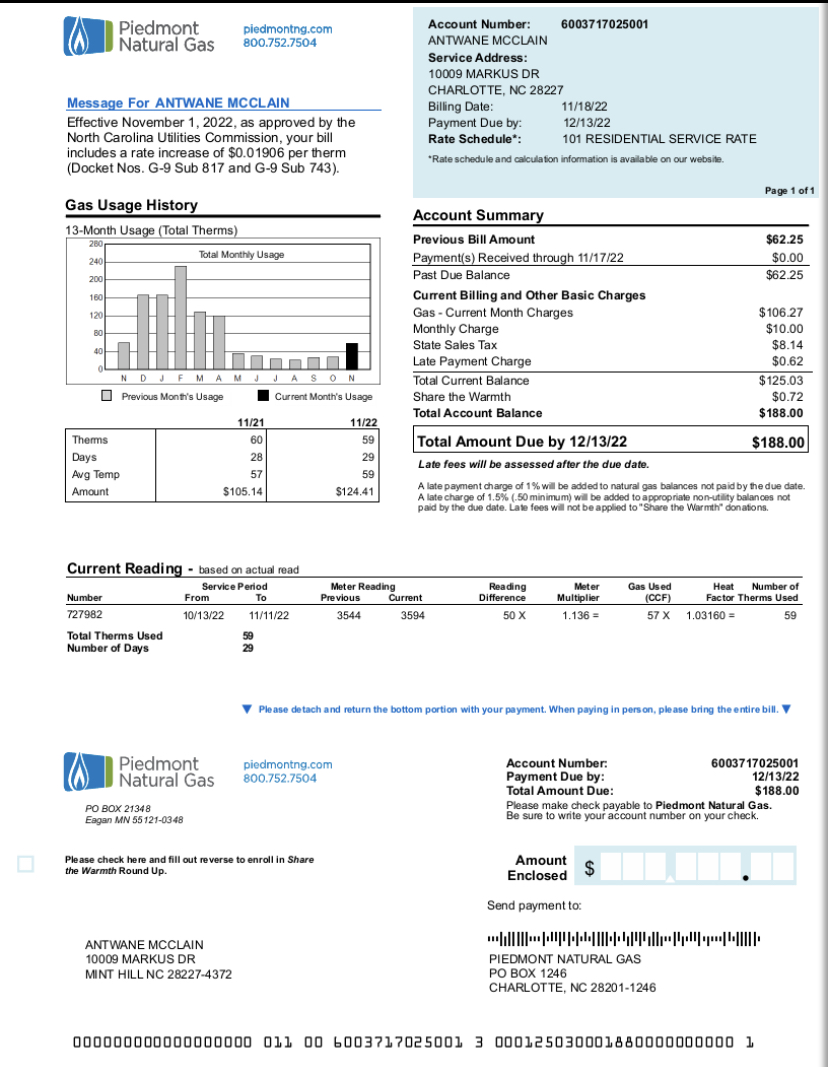 Piedmont
Natural Gas
piedmontng.com
800.752.7504
Account Number: 6003717025001
ANTWANE MCCLAIN
Service Address:
10009 MARKUS DR
CHARLOTTE, NC 28227
Billing Date: 11/18/22
Payment Due by: 12/13/22
Rate Schedule*: 101 RESIDENTIAL SERVICE RATE
*Rate schedule and calculation information is available on our website.
Page 1 of 1
Message For ANTWANE MCCLAIN
Effective November 1, 2022, as approved by the
North Carolina Utilities Commission, your bill
includes a rate increase of $0.01906 per therm
(Docket Nos. G-9 Sub 817 and G-9 Sub 743).
Gas Usage History
13-Month Usage (Total Therms)
Total Monthly Usage
280
240
200
160
120
80
40
0
N D J F M A M J J A S O N
Previous Month's Usage Current Month's Usage
11/21 11/22
Therms 60 59
Days 28 29
Avg Temp 57 59
Amount $105.14 $124.41
Account Summary
Previous Bill Amount $62.25
Payment(s) Received through 11/17/22 $0.00
Past Due Balance $62.25
Current Billing and Other Basic Charges
Gas - Current Month Charges $106.27
Monthly Charge $10.00
State Sales Tax $8.14
Late Payment Charge $0.62
Total Current Balance $125.03
Share the Warmth $0.72
Total Account Balance $188.00
Total Amount Due by 12/13/22 $188.00
Late fees will be assessed after the due date.
A late payment charge of 1% will be added to natural gas balances not paid by the due date.
A late charge of 1.5% (.50 minimum) will be added to appropriate non-utility balances not
paid by the due date. Late fees will not be applied to "Share the Warmth" donations.
Current Reading - based on actual read
Service Period Meter Reading Reading Meter Gas Used Heat Number of
Number From To Previous Current Difference Multiplier (CCF) Factor Therms Used
727982 10/13/22 11/11/22 3544 3594 50 X 1.136 = 57 X 1.03160 = 59
Total Therms Used 59
Number of Days 29
▼ Please detach and return the bottom portion with your payment. When paying in person, please bring the entire bill. ▼
Piedmont
Natural Gas
piedmontng.com
800.752.7504
PO BOX 21348
Eagan MN 55121-0348
Account Number: 6003717025001
Payment Due by: 12/13/22
Total Amount Due: $188.00
Please make check payable to Piedmont Natural Gas.
Be sure to write your account number on your check.
Please check here and fill out reverse to enroll in Share
the Warmth Round Up.
Amount
Enclosed $ .
Send payment to:
ANTWANE MCCLAIN
10009 MARKUS DR
MINT HILL NC 28227-4372
PIEDMONT NATURAL GAS
PO BOX 1246
CHARLOTTE, NC 28201-1246
000000000000000000 011 00 6003717025001 3 000125030001880000000000 1